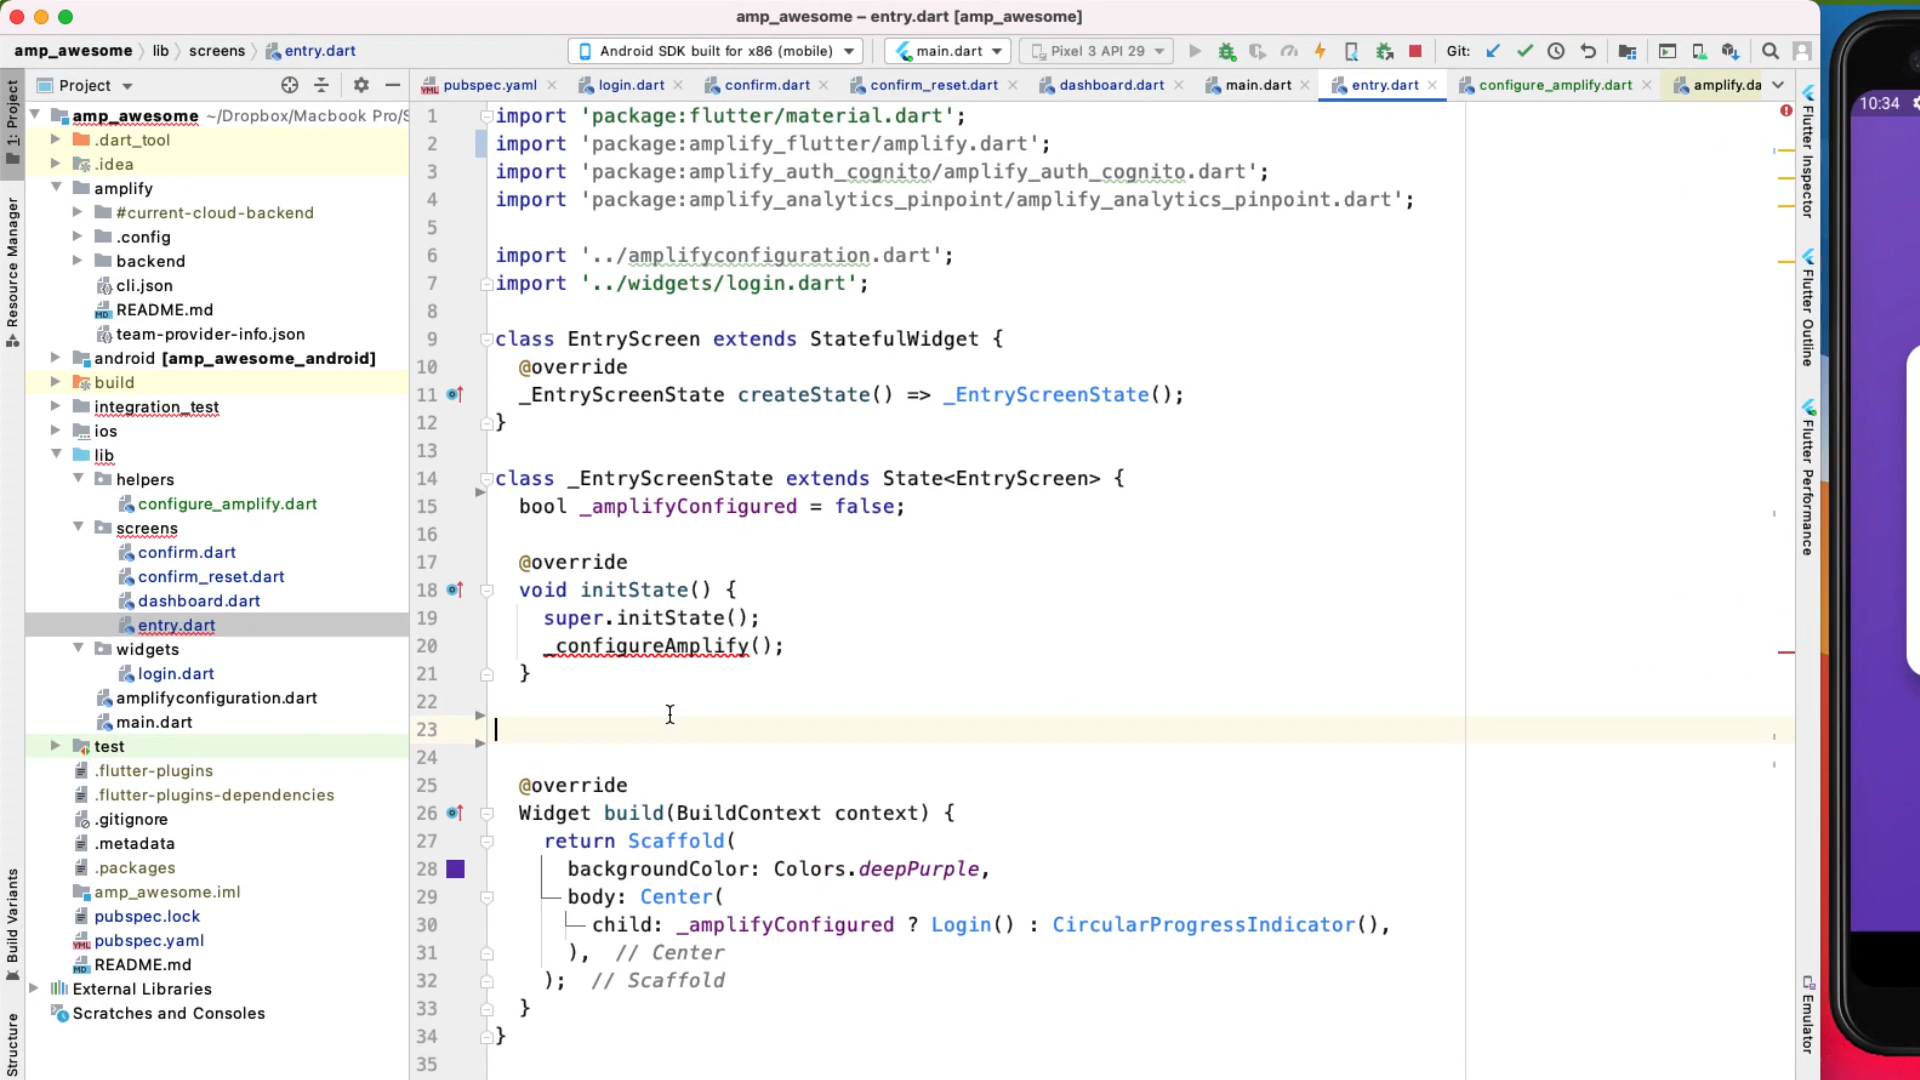 amp_awesome – entry.dart [amp_awesome]
amp_awesome lib screens entry.dart
Android SDK built for x86 (mobile) main.dart Pixel 3 API 29 Git:
Project
pubspec.yaml login.dart confirm.dart confirm_reset.dart dashboard.dart main.dart entry.dart configure_amplify.dart amplify.da
1: Project
Resource Manager
Build Variants
Structure
amp_awesome ~/Dropbox/Macbook Pro/S
.dart_tool
.idea
amplify
#current-cloud-backend
.config
backend
cli.json
README.md
team-provider-info.json
android [amp_awesome_android]
build
integration_test
ios
lib
helpers
configure_amplify.dart
screens
confirm.dart
confirm_reset.dart
dashboard.dart
entry.dart
widgets
login.dart
amplifyconfiguration.dart
main.dart
test
.flutter-plugins
.flutter-plugins-dependencies
.gitignore
.metadata
.packages
amp_awesome.iml
pubspec.lock
pubspec.yaml
README.md
External Libraries
Scratches and Consoles
1 import 'package:flutter/material.dart';
2 import 'package:amplify_flutter/amplify.dart';
3 import 'package:amplify_auth_cognito/amplify_auth_cognito.dart';
4 import 'package:amplify_analytics_pinpoint/amplify_analytics_pinpoint.dart';
5
6 import '../amplifyconfiguration.dart';
7 import '../widgets/login.dart';
8
9 class EntryScreen extends StatefulWidget {
10 @override
11 _EntryScreenState createState() => _EntryScreenState();
12 }
13
14 class _EntryScreenState extends State<EntryScreen> {
15 bool _amplifyConfigured = false;
16
17 @override
18 void initState() {
19 super.initState();
20 _configureAmplify();
21 }
22
23
24
25 @override
26 Widget build(BuildContext context) {
27 return Scaffold(
28 backgroundColor: Colors.deepPurple,
29 body: Center(
30 child: _amplifyConfigured ? Login() : CircularProgressIndicator(),
31 ), // Center
32 ); // Scaffold
33 }
34 }
35
Flutter Inspector
Flutter Outline
Flutter Performance
Emulator
10:34